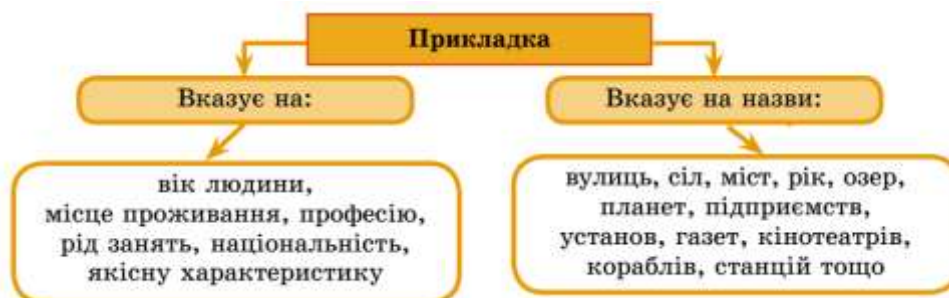 Прикладка
Вказує на:
вік людини,
місце проживання, професію,
рід занять, національність,
якісну характеристику
Вказує на назви:
вулиць, сіл, міст, рік, озер,
планет, підприємств,
установ, газет, кінотеатрів,
кораблів, станцій тощо